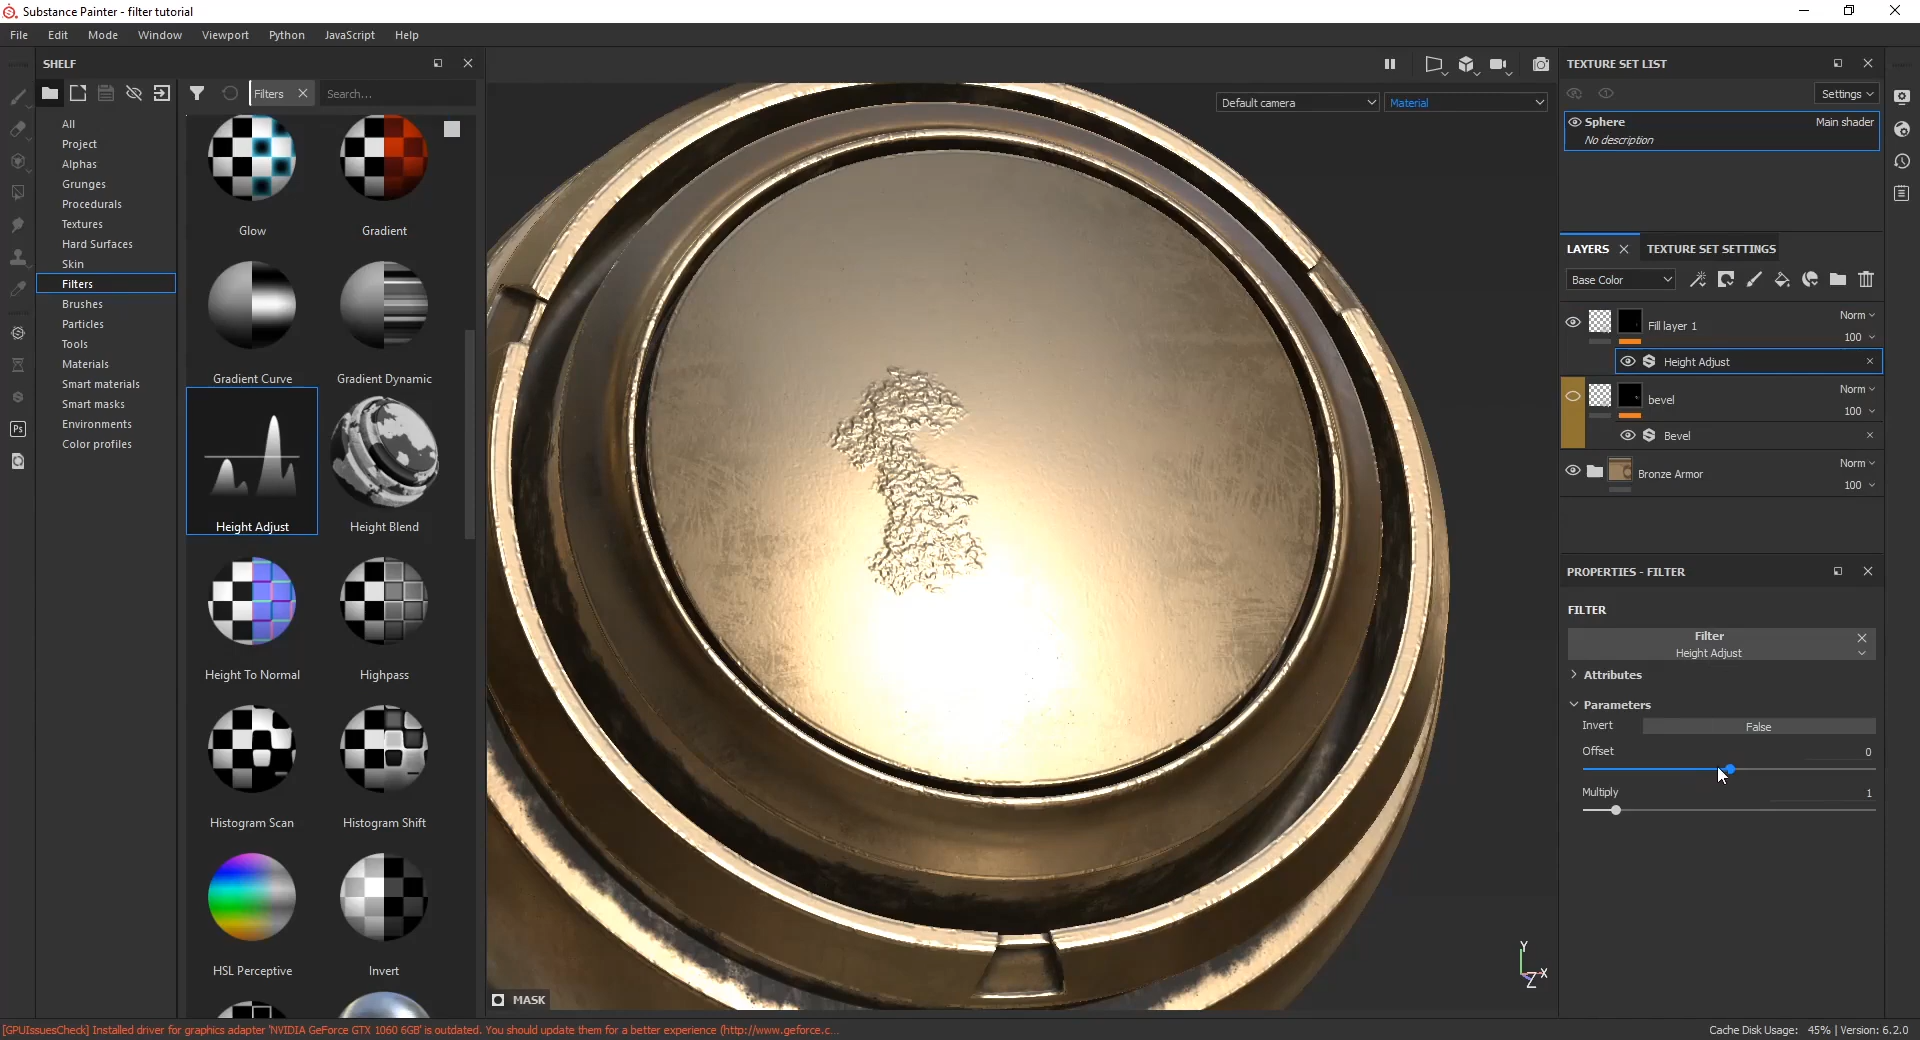 Substance Painter - filter tutorial
File Edit Mode Window Viewport Python JavaScript Help
SHELF
Filters
Search...
All
Project
Alphas
Grunges
Procedurals
Textures
Hard Surfaces
Skin
Filters
Brushes
Particles
Tools
Materials
Smart materials
Smart masks
Environments
Color profiles
Ps
Glow Gradient
Gradient Curve Gradient Dynamic
Height Adjust Height Blend
Height To Normal Highpass
Histogram Scan Histogram Shift
HSL Perceptive Invert
Default camera
Material
MASK
Y
X
Z
TEXTURE SET LIST
Settings
Sphere Main shader
No description
LAYERS TEXTURE SET SETTINGS
Base Color
Fill layer 1 Norm
100
Height Adjust
bevel Norm
100
Bevel
Bronze Armor Norm
100
PROPERTIES - FILTER
FILTER
Filter
Height Adjust
Attributes
Parameters
Invert False
Offset 0
Multiply 1
[GPUIssuesCheck] Installed driver for graphics adapter 'NVIDIA GeForce GTX 1060 6GB' is outdated. You should update them for a better experience (http://www.geforce.c...
Cache Disk Usage: 45% | Version: 6.2.0